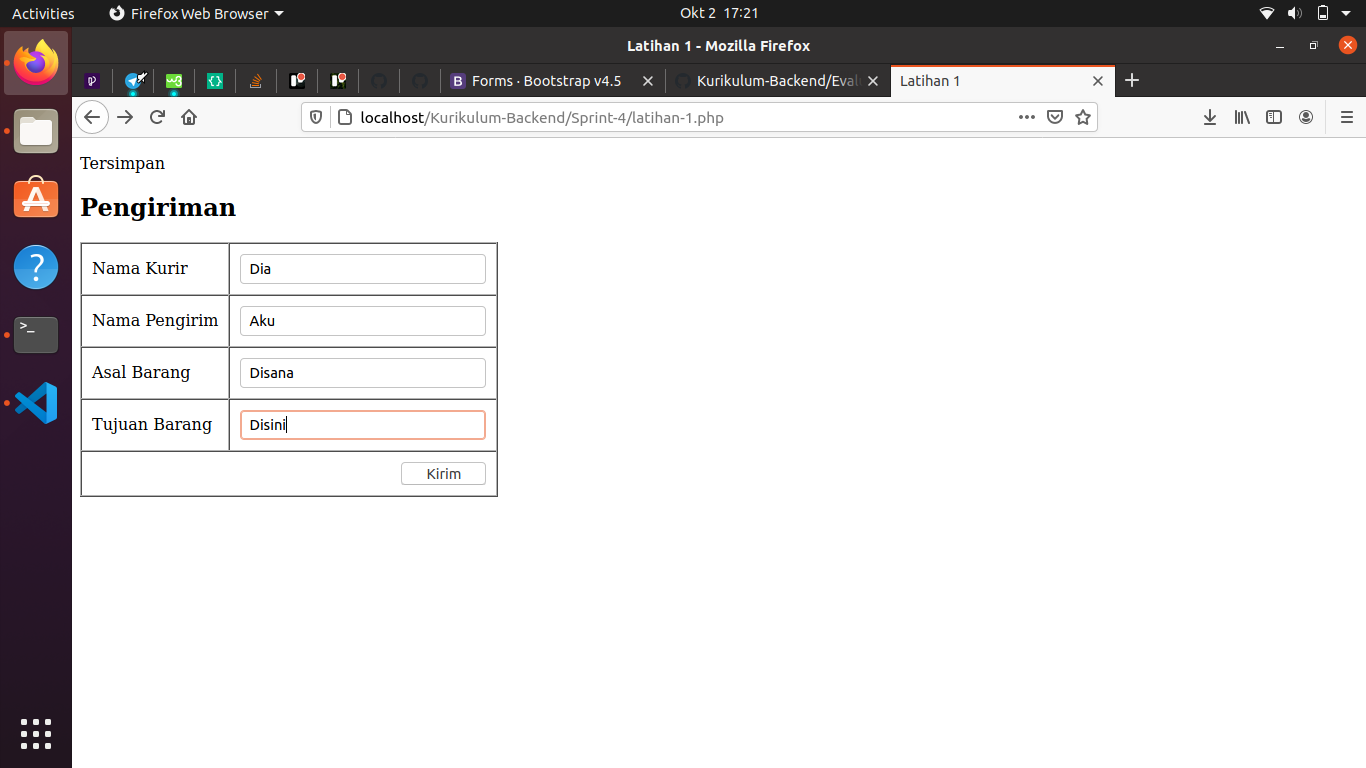 Activities Firefox Web Browser Okt 2 17:21
Latihan 1 - Mozilla Firefox
Forms · Bootstrap v4.5 Kurikulum-Backend/Eval Latihan 1
localhost/Kurikulum-Backend/Sprint-4/latihan-1.php
Tersimpan
Pengiriman
Nama Kurir Dia
Nama Pengirim Aku
Asal Barang Disana
Tujuan Barang Disini
Kirim